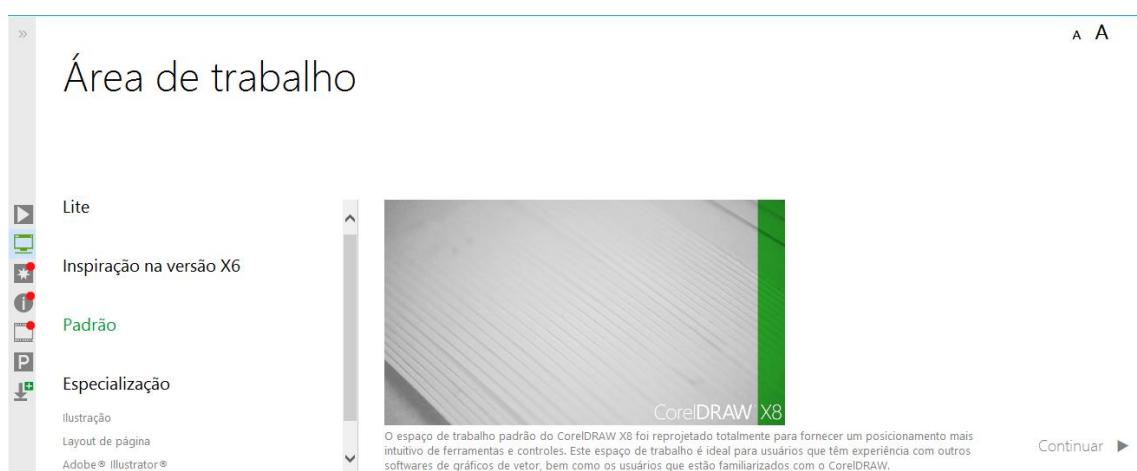 »
A A
Área de trabalho
Lite
Inspiração na versão X6
Padrão
Especialização
Ilustração
Layout de página
Adobe® Illustrator®
CorelDRAW X8
O espaço de trabalho padrão do CorelDRAW X8 foi reprojetado totalmente para fornecer um posicionamento mais
intuitivo de ferramentas e controles. Este espaço de trabalho é ideal para usuários que têm experiência com outros
softwares de gráficos de vetor, bem como os usuários que estão familiarizados com o CorelDRAW.
Continuar
P